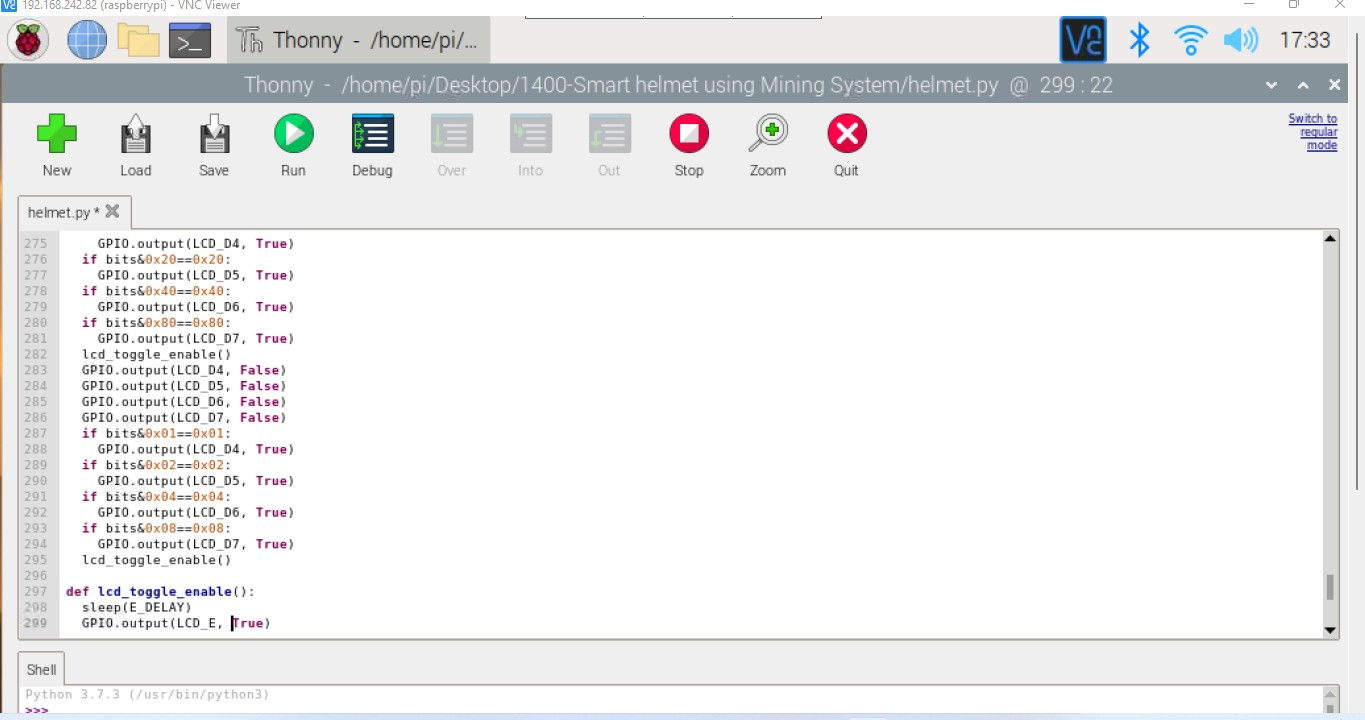 192.168.242.82 (raspberrypi) - VNC Viewer
Thonny - /home/pi/...
17:33
Thonny - /home/pi/Desktop/1400-Smart helmet using Mining System/helmet.py @ 299 : 22
New Load Save Run Debug Over Into Out Stop Zoom Quit
Switch to
regular
mode
helmet.py *
275 GPIO.output(LCD_D4, True)
276 if bits&0x20==0x20:
277 GPIO.output(LCD_D5, True)
278 if bits&0x40==0x40:
279 GPIO.output(LCD_D6, True)
280 if bits&0x80==0x80:
281 GPIO.output(LCD_D7, True)
282 lcd_toggle_enable()
283 GPIO.output(LCD_D4, False)
284 GPIO.output(LCD_D5, False)
285 GPIO.output(LCD_D6, False)
286 GPIO.output(LCD_D7, False)
287 if bits&0x01==0x01:
288 GPIO.output(LCD_D4, True)
289 if bits&0x02==0x02:
290 GPIO.output(LCD_D5, True)
291 if bits&0x04==0x04:
292 GPIO.output(LCD_D6, True)
293 if bits&0x08==0x08:
294 GPIO.output(LCD_D7, True)
295 lcd_toggle_enable()
296
297 def lcd_toggle_enable():
298 sleep(E_DELAY)
299 GPIO.output(LCD_E, True)
Shell
Python 3.7.3 (/usr/bin/python3)
>>>